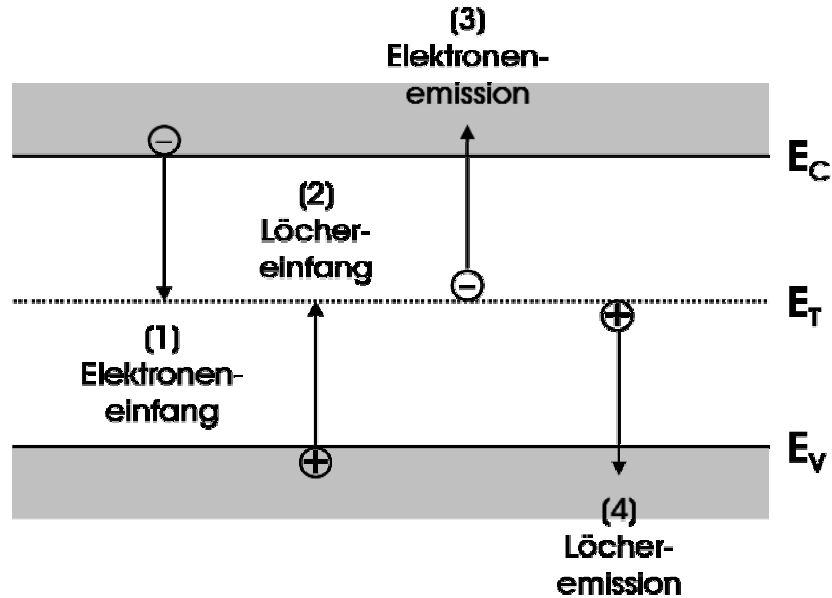 (3)
Elektronen-
emission
E_C
(2)
Löcher-
einfang
E_T
(1)
Elektronen-
einfang
E_V
(4)
Löcher-
emission